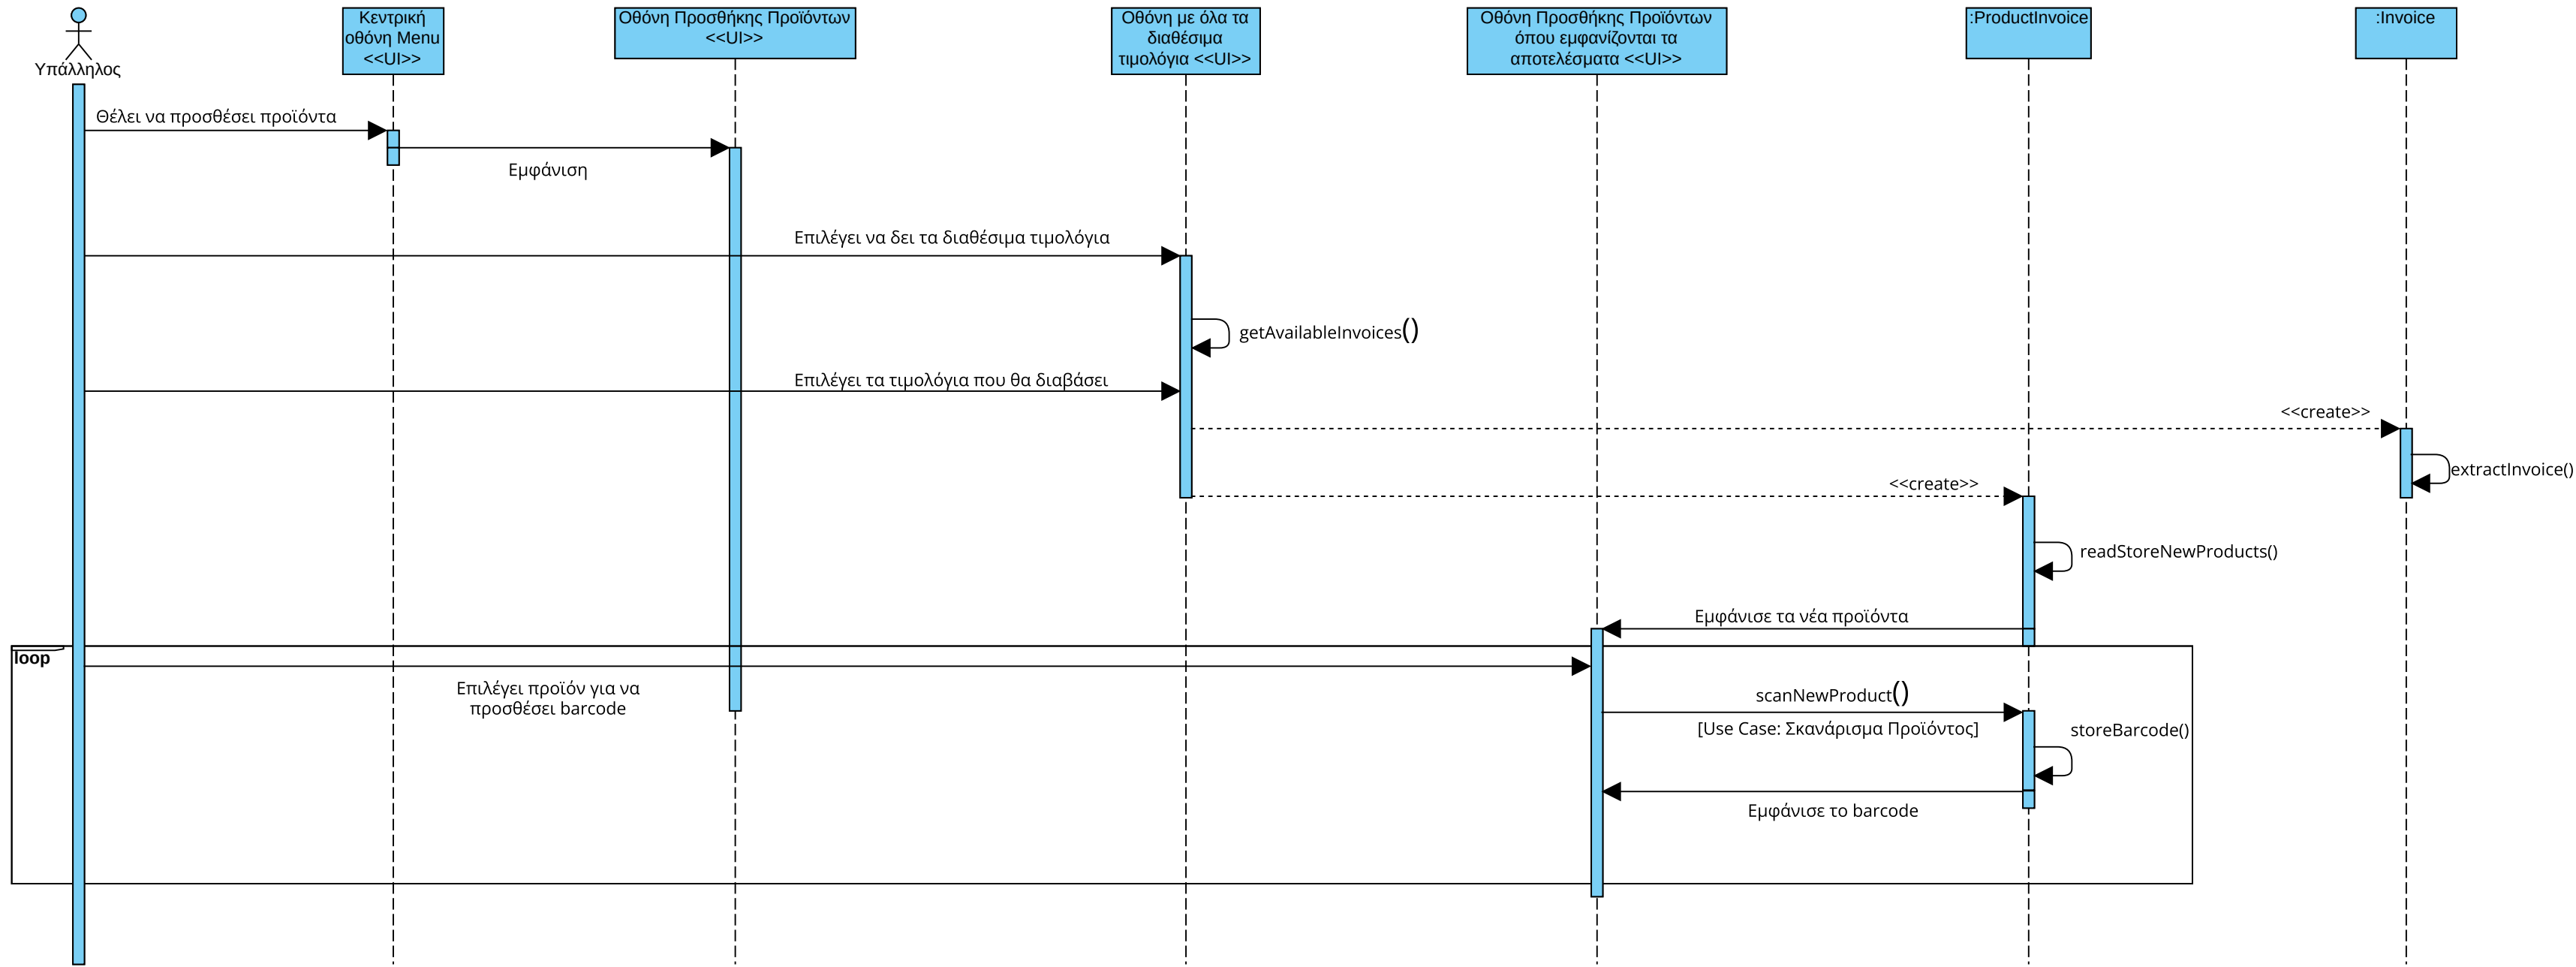 Υπάλληλος
Κεντρική
οθόνη Menu
<<UI>>
Οθόνη Προσθήκης Προϊόντων
<<UI>>
Οθόνη με όλα τα
διαθέσιμα
τιμολόγια <<UI>>
Οθόνη Προσθήκης Προϊόντων
όπου εμφανίζονται τα
αποτελέσματα <<UI>>
:ProductInvoice
:Invoice
Θέλει να προσθέσει προϊόντα
Εμφάνιση
Επιλέγει να δει τα διαθέσιμα τιμολόγια
getAvailableInvoices()
Επιλέγει τα τιμολόγια που θα διαβάσει
<<create>>
extractInvoice()
<<create>>
readStoreNewProducts()
Εμφάνισε τα νέα προϊόντα
loop
Επιλέγει προϊόν για να
προσθέσει barcode
scanNewProduct()
[Use Case: Σκανάρισμα Προϊόντος]
storeBarcode()
Εμφάνισε το barcode